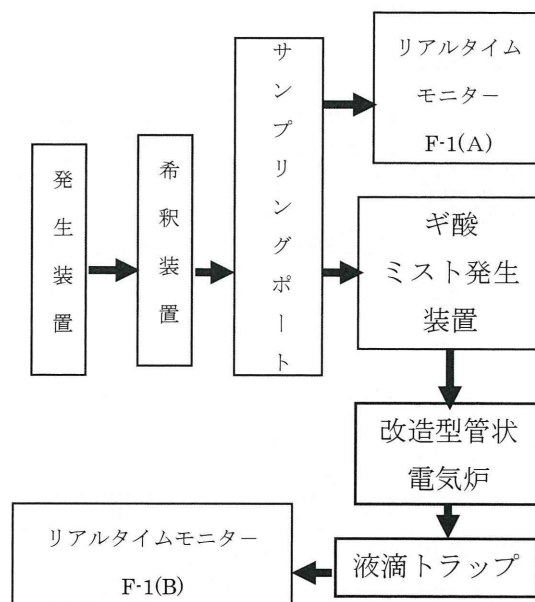 発生装置
希釈装置
サンプリングポート
リアルタイム
モニター
F-1(A)
ギ酸
ミスト発生
装置
改造型管状
電気炉
液滴トラップ
リアルタイムモニター
F-1(B)